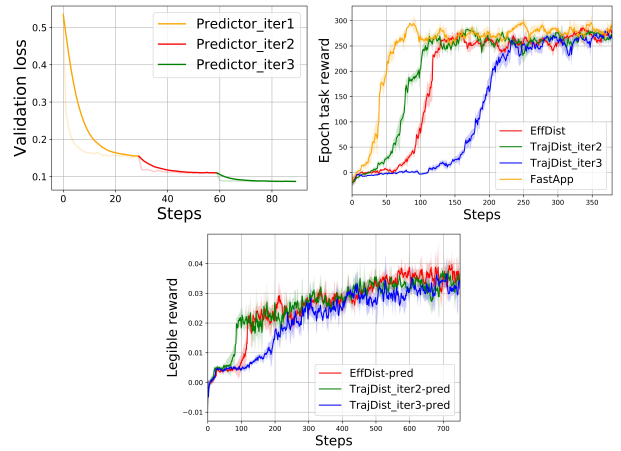 Validation loss
0.5
0.4
0.3
0.2
0.1
Predictor_iter1
Predictor_iter2
Predictor_iter3
0 20 40 60 80
Steps
Epoch task reward
300
250
200
150
100
50
0
EffDist
TrajDist_iter2
TrajDist_iter3
FastApp
0 50 100 150 200 250 300 350
Steps
Legible reward
0.04
0.03
0.02
0.01
0.00
−0.01
EffDist-pred
TrajDist_iter2-pred
TrajDist_iter3-pred
0 100 200 300 400 500 600 700
Steps